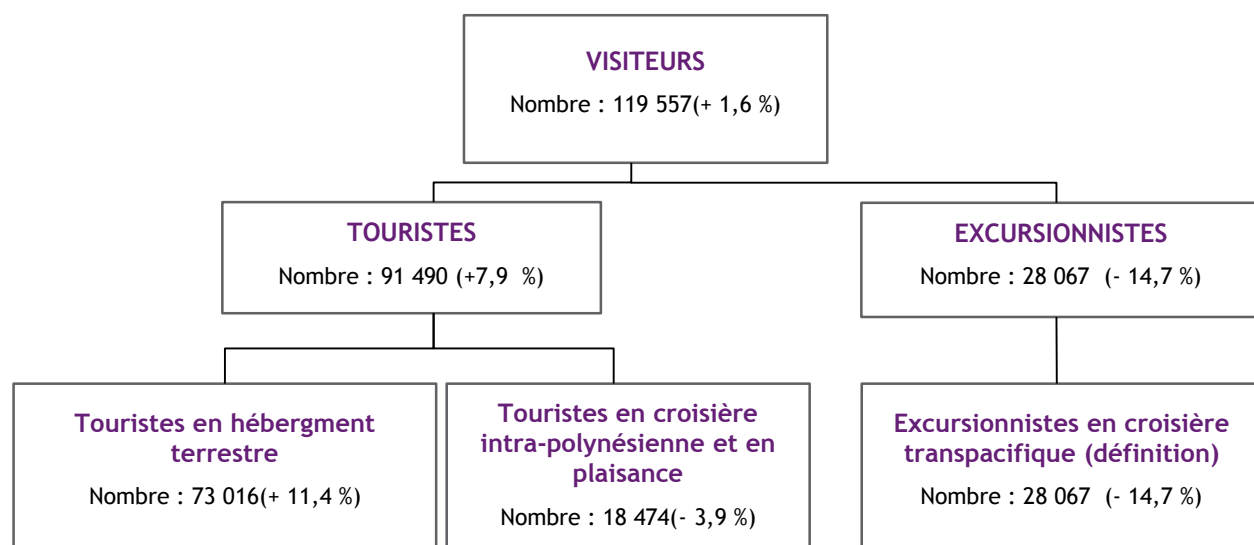 VISITEURS
Nombre : 119 557(+ 1,6 %)
TOURISTES
Nombre : 91 490 (+7,9 %)
EXCURSIONNISTES
Nombre : 28 067 (- 14,7 %)
Touristes en hébergment
terrestre
Nombre : 73 016(+ 11,4 %)
Touristes en croisière
intra-polynésienne et en
plaisance
Nombre : 18 474(- 3,9 %)
Excursionnistes en croisière
transpacifique (définition)
Nombre : 28 067 (- 14,7 %)